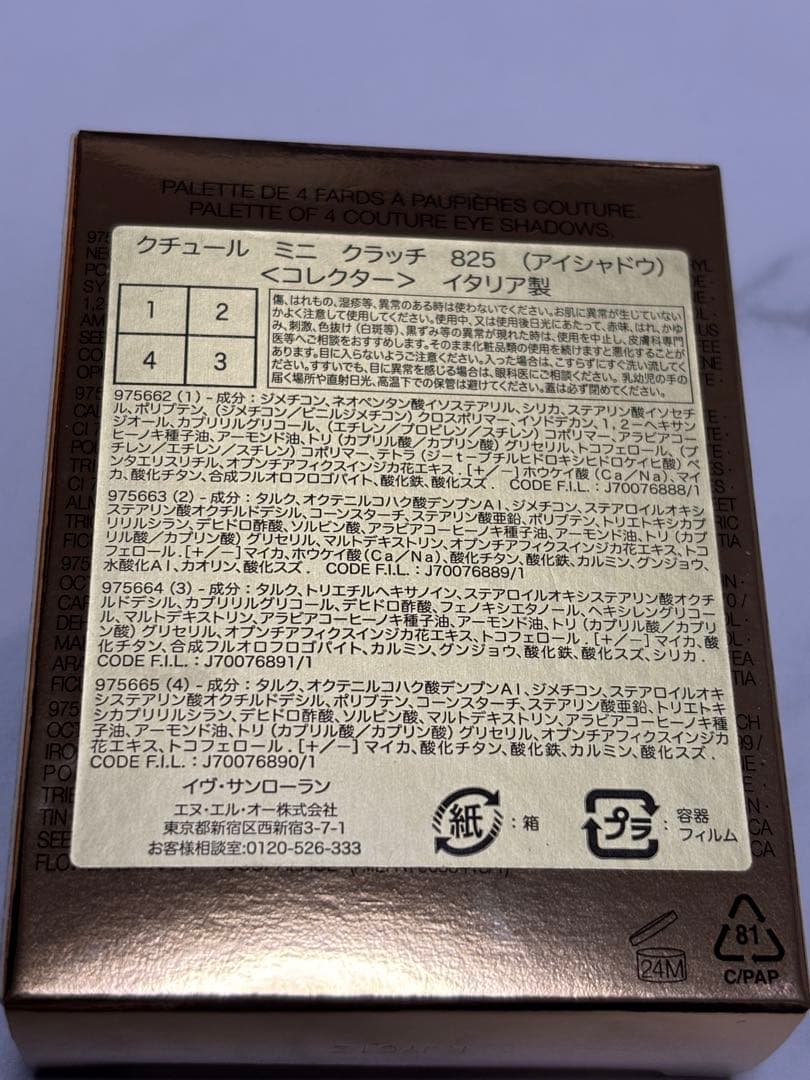 PALETTE DE 4 FARDS À PAUPIÈRES COUTURE.
PALETTE OF 4 COUTURE EYE SHADOWS.
クチュール ミニ クラッチ 825 (アイシャドウ)
<コレクター> イタリア製
1 2
4 3
傷、はれもの、湿疹等、異常のある時は使わないでください。お肌に異常が生じていない
かよく注意して使用してください。使用中、又は使用後日光にあたって、赤味、はれ、かゆ
み、刺激、色抜け(白斑等)、黒ずみ等の異常が現れた時は、使用を中止し、皮膚科専門
医等へご相談をおすすめします。そのまま化粧品類の使用を続けますと悪化することが
あります。目に入らないようご注意ください。入った場合は、こすらずにすぐ洗い流してく
ださい。すすいでも、目に異常を感じる場合は、眼科医にご相談ください。乳幼児の手の
届く場所や直射日光、高温下での保管は避けてください。蓋は必ず閉めてください。
975662 (1) - 成分 : ジメチコン、ネオペンタン酸イソステアリル、シリカ、ステアリン酸イソセチ
ル、ポリブテン、(ジメチコン/ビニルジメチコン) クロスポリマー、イソドデカン、1,2-ヘキサン
ジオール、カプリリルグリコール、(エチレン/プロピレン/スチレン) コポリマー、アラビアコー
ヒーノキ種子油、アーモンド油、トリ (カプリル酸/カプリン酸) グリセリル、トコフェロール、(ブ
チレン/エチレン/スチレン) コポリマー、テトラ (ジ-t-ブチルヒドロキシヒドロケイヒ酸) ペ
ンタエリスリチル、オプンチアフィクスインジカ花エキス . [+/-] ホウケイ酸 (Ca/Na)、マイ
カ、酸化チタン、合成フルオロフロゴパイト、酸化鉄、酸化スズ . CODE F.I.L. : J70076888/1
975663 (2) - 成分 : タルク、オクテニルコハク酸デンプンAl、ジメチコン、ステアロイルオキシ
ステアリン酸オクチルドデシル、コーンスターチ、ステアリン酸亜鉛、ポリブテン、トリエトキシカプ
リリルシラン、デヒドロ酢酸、ソルビン酸、アラビアコーヒーノキ種子油、アーモンド油、トリ (カプ
リル酸/カプリン酸) グリセリル、マルトデキストリン、オプンチアフィクスインジカ花エキス、トコ
フェロール . [+/-] マイカ、ホウケイ酸 (Ca/Na)、酸化チタン、酸化鉄、カルミン、グンジョウ、
水酸化Al、カオリン、酸化スズ . CODE F.I.L. : J70076889/1
975664 (3) - 成分 : タルク、トリエチルヘキサノイン、ステアロイルオキシステアリン酸オクチ
ルドデシル、カプリリルグリコール、デヒドロ酢酸、フェノキシエタノール、ヘキシレングリコー
ル、マルトデキストリン、アラビアコーヒーノキ種子油、アーモンド油、トリ (カプリル酸/カプリ
ン酸) グリセリル、オプンチアフィクスインジカ花エキス、トコフェロール . [+/-] マイカ、酸
化チタン、合成フルオロフロゴパイト、カルミン、グンジョウ、酸化鉄、酸化スズ、シリカ .
CODE F.I.L. : J70076891/1
975665 (4) - 成分 : タルク、オクテニルコハク酸デンプンAl、ジメチコン、ステアロイルオキ
システアリン酸オクチルドデシル、ポリブテン、コーンスターチ、ステアリン酸亜鉛、トリエトキ
シカプリリルシラン、デヒドロ酢酸、ソルビン酸、マルトデキストリン、アラビアコーヒーノキ種
子油、アーモンド油、トリ (カプリル酸/カプリン酸) グリセリル、オプンチアフィクスインジカ
花エキス、トコフェロール . [+/-] マイカ、酸化チタン、酸化鉄、カルミン、酸化スズ .
CODE F.I.L. : J70076890/1
イヴ・サンローラン
エヌ・エル・オー株式会社
東京都新宿区西新宿3-7-1
お客様相談室:0120-526-333
紙 : 箱
プラ : 容器
フィルム
24M
81
C/PAP